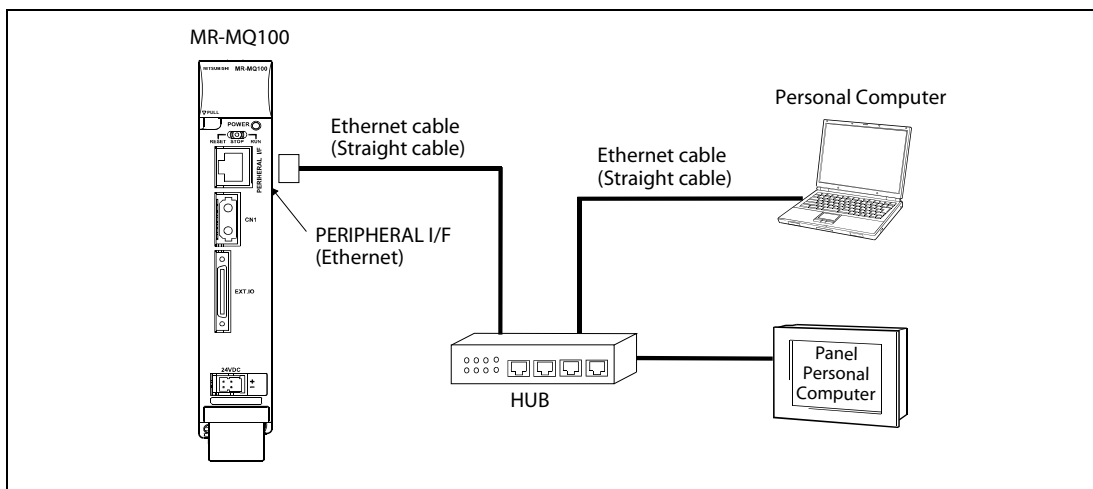 MR-MQ100
MITSUBISHI MR-MQ100
▽PULL
POWER
RESET STOP RUN
PERIHERAL I/F
CN1
EXT.IO
24VDC
+
−
Ethernet cable
(Straight cable)
PERIPHERAL I/F
(Ethernet)
Personal Computer
Ethernet cable
(Straight cable)
HUB
Panel
Personal
Computer